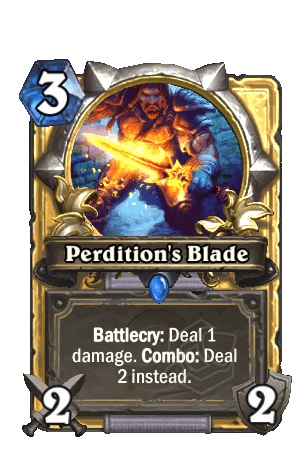 3
Perdition's Blade
Battlecry: Deal 1
damage. Combo: Deal
2 instead.
2
2